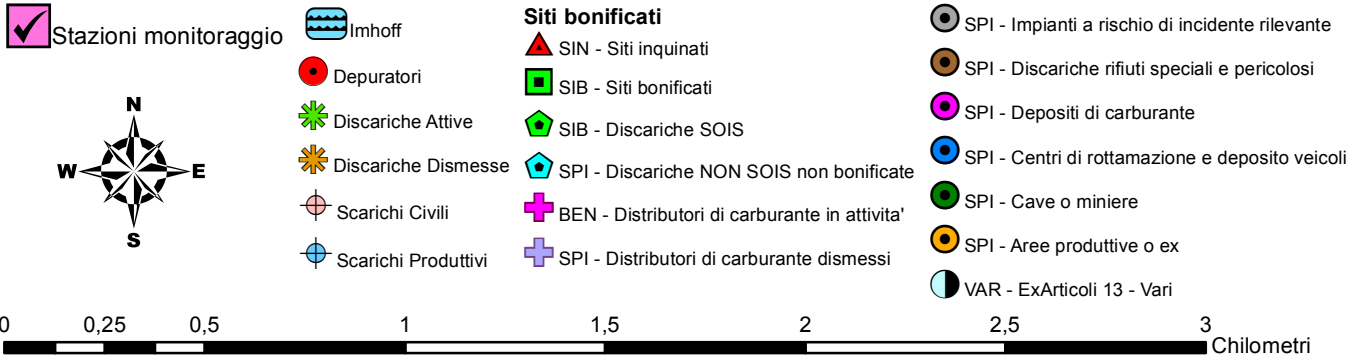 Stazioni monitoraggio
N
W
E
S
Imhoff
Depuratori
Discariche Attive
Discariche Dismesse
Scarichi Civili
Scarichi Produttivi
Siti bonificati
SIN - Siti inquinati
SIB - Siti bonificati
SIB - Discariche SOIS
SPI - Discariche NON SOIS non bonificate
BEN - Distributori di carburante in attivita'
SPI - Distributori di carburante dismessi
SPI - Impianti a rischio di incidente rilevante
SPI - Discariche rifiuti speciali e pericolosi
SPI - Depositi di carburante
SPI - Centri di rottamazione e deposito veicoli
SPI - Cave o miniere
SPI - Aree produttive o ex
VAR - ExArticoli 13 - Vari
0 0,25 0,5 1 1,5 2 2,5 3
Chilometri